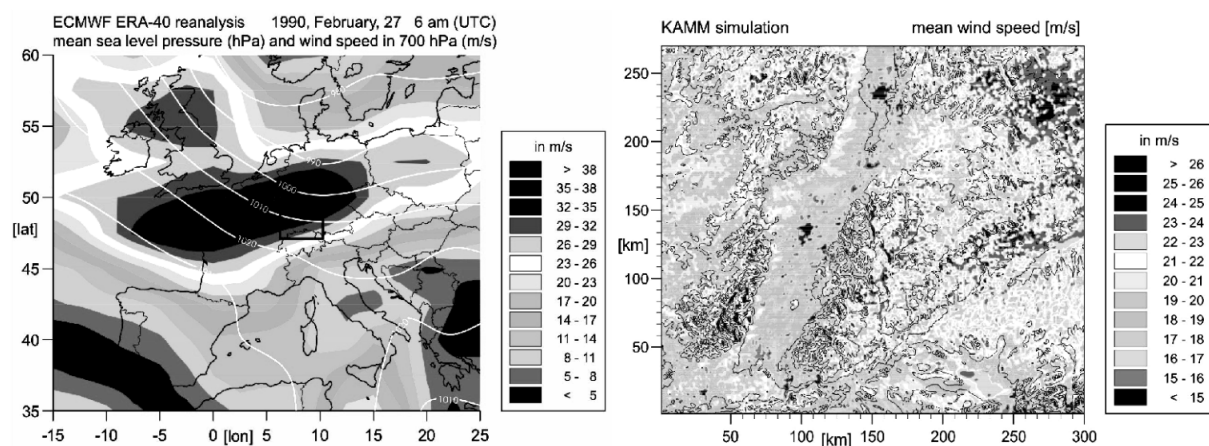 ECMWF ERA-40 reanalysis 1990, February, 27 6 am (UTC)
mean sea level pressure (hPa) and wind speed in 700 hPa (m/s)
60
55
50
[lat]
45
40
35
-15 -10 -5 0 [lon] 5 10 15 20 25
990
1000
1010
1020
1010
in m/s
> 38
35 - 38
32 - 35
29 - 32
26 - 29
23 - 26
20 - 23
17 - 20
14 - 17
11 - 14
8 - 11
5 - 8
< 5
KAMM simulation mean wind speed [m/s]
250
200
150
[km]
100
50
50 100 [km] 150 200 250 300
in m/s
> 26
25 - 26
24 - 25
23 - 24
22 - 23
21 - 22
20 - 21
19 - 20
18 - 19
17 - 18
16 - 17
15 - 16
< 15